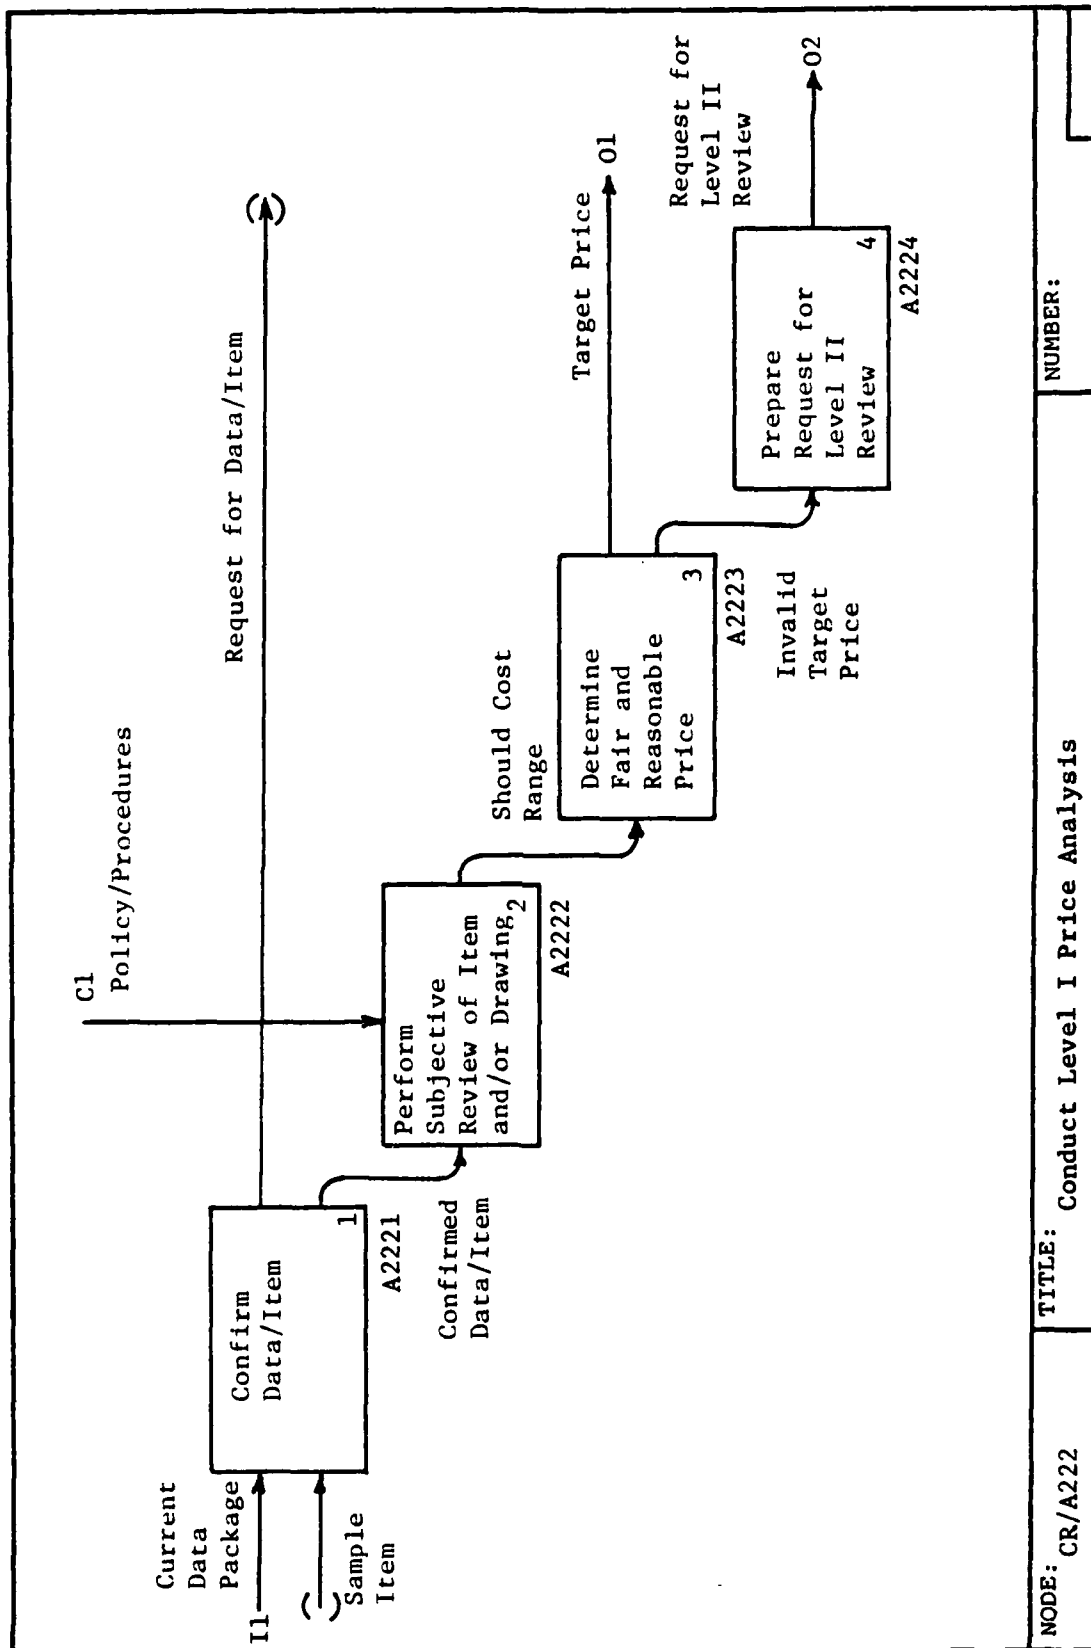 C1
Policy/Procedures
Request for Data/Item
I1
Current
Data
Package
Sample
Item
Confirm
Data/Item
1
A2221
Confirmed
Data/Item
Perform
Subjective
Review of Item
and/or Drawing
2
A2222
Should Cost
Range
Determine
Fair and
Reasonable
Price
3
A2223
Target Price
O1
Invalid
Target
Price
Prepare
Request for
Level II
Review
4
A2224
Request for
Level II
Review
O2
NODE: CR/A222
TITLE: Conduct Level I Price Analysis
NUMBER: